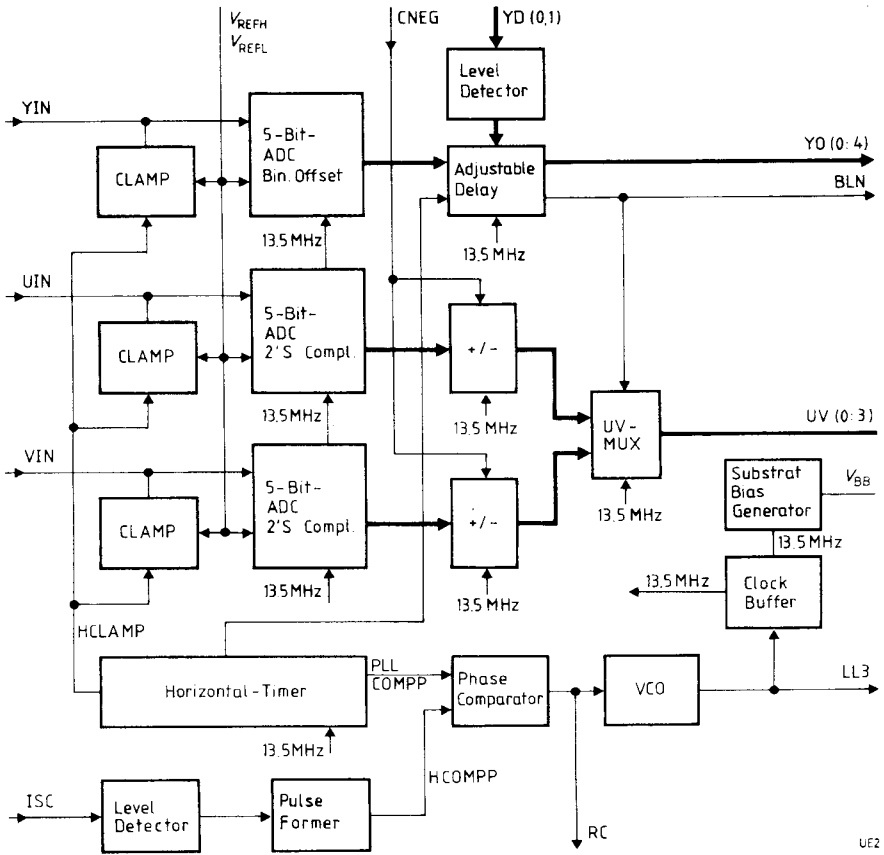 VREFH
VREFL
CNEG
YD (0,1)
Level
Detector
YIN
CLAMP
5-Bit-
ADC
Bin. Offset
Adjustable
Delay
YO (0:4)
BLN
13.5 MHz
13.5 MHz
UIN
CLAMP
5-Bit-
ADC
2'S Compl.
+/-
13.5 MHz
13.5 MHz
UV-
MUX
UV (0:3)
VIN
CLAMP
5-Bit-
ADC
2'S Compl.
+/-
13.5 MHz
Substrat
Bias
Generator
VBB
13.5 MHz
13.5 MHz
13.5 MHz
13.5 MHz
Clock
Buffer
HCLAMP
Horizontal-Timer
PLL
COMPP
Phase
Comparator
VCO
LL3
13.5 MHz
HCOMPP
ISC
Level
Detector
Pulse
Former
RC
UE2